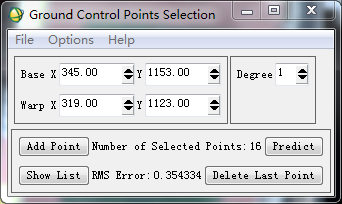 Ground Control Points Selection
File Options Help
Base X 345.00 Y 1153.00 Degree 1
Warp X 319.00 Y 1123.00
Add Point Number of Selected Points: 16 Predict
Show List RMS Error: 0.354334 Delete Last Point